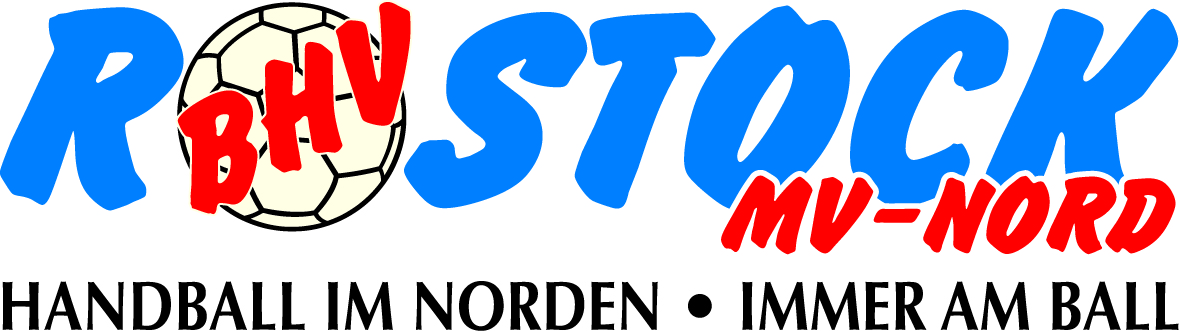 ROSTOCK
BHV
MV-NORD
HANDBALL IM NORDEN • IMMER AM BALL